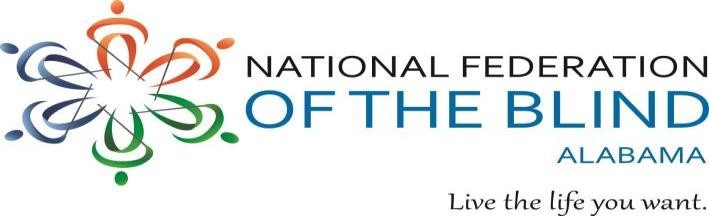 NATIONAL FEDERATION
OF THE BLIND
ALABAMA
Live the life you want.